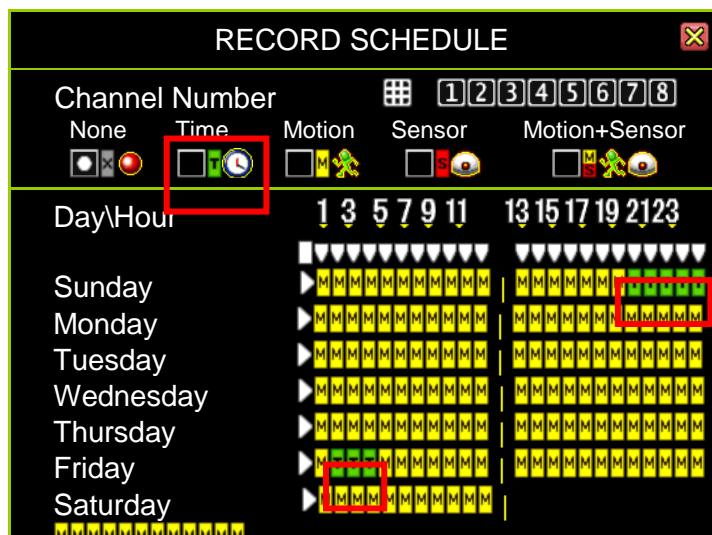 RECORD SCHEDULE
Channel Number 1 2 3 4 5 6 7 8
None Time Motion Sensor Motion+Sensor
X T M S M S
Day\Hour 1 3 5 7 9 11 13 15 17 19 21 23
Sunday M M M M M M M M M M M M M M M M M M T T T T T
Monday M M M M M M M M M M M M M M M M M M M M M M M
Tuesday M M M M M M M M M M M M M M M M M M M M M M M
Wednesday M M M M M M M M M M M M M M M M M M M M M M M
Thursday M M M M M M M M M M M M M M M M M M M M M M M
Friday M T T T M M M M M M M M M M M M M M M M M M M
Saturday M M M M M M M M M M M
M M M M M M M M M M M M